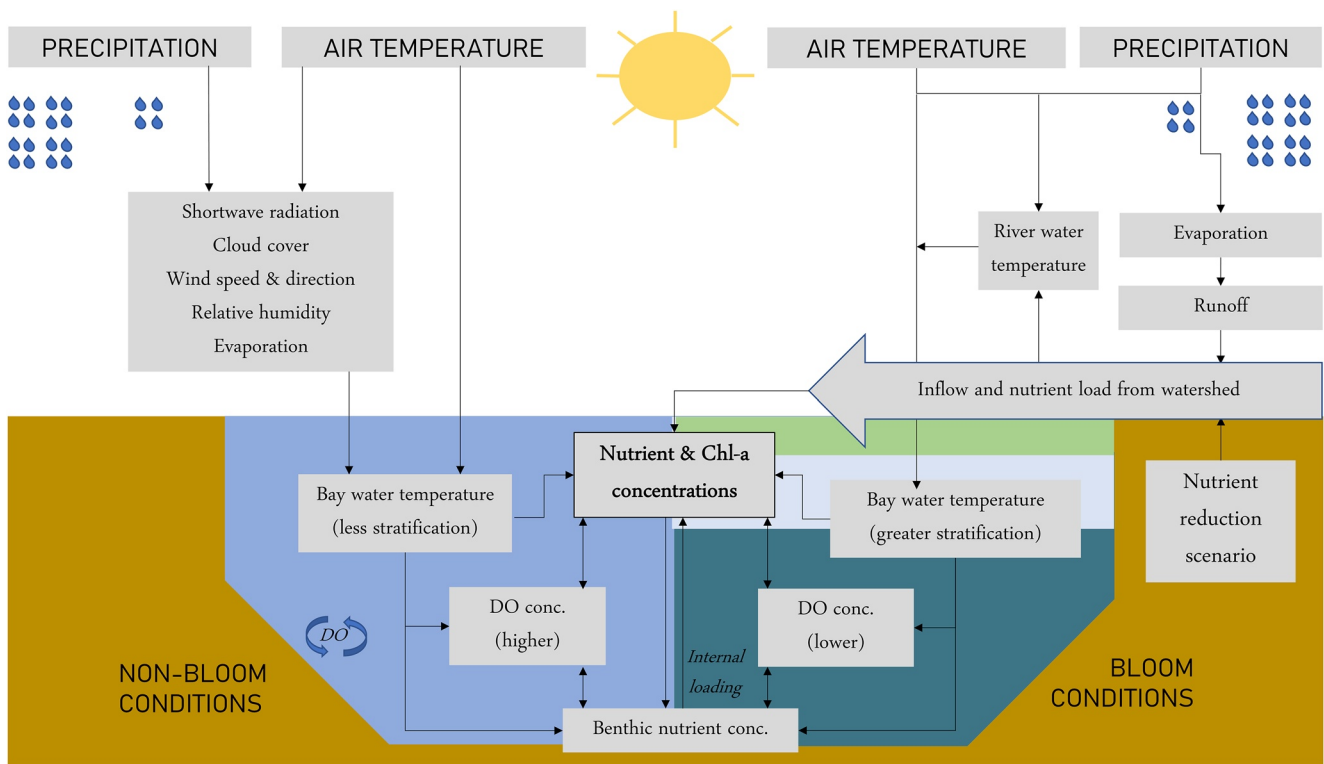 PRECIPITATION
AIR TEMPERATURE
AIR TEMPERATURE
PRECIPITATION
Shortwave radiation
Cloud cover
Wind speed & direction
Relative humidity
Evaporation
River water
temperature
Evaporation
Runoff
Inflow and nutrient load from watershed
Nutrient & Chl-a
concentrations
Bay water temperature
(less stratification)
Bay water temperature
(greater stratification)
Nutrient
reduction
scenario
DO conc.
(higher)
DO conc.
(lower)
DO
Internal
loading
NON-BLOOM
CONDITIONS
BLOOM
CONDITIONS
Benthic nutrient conc.